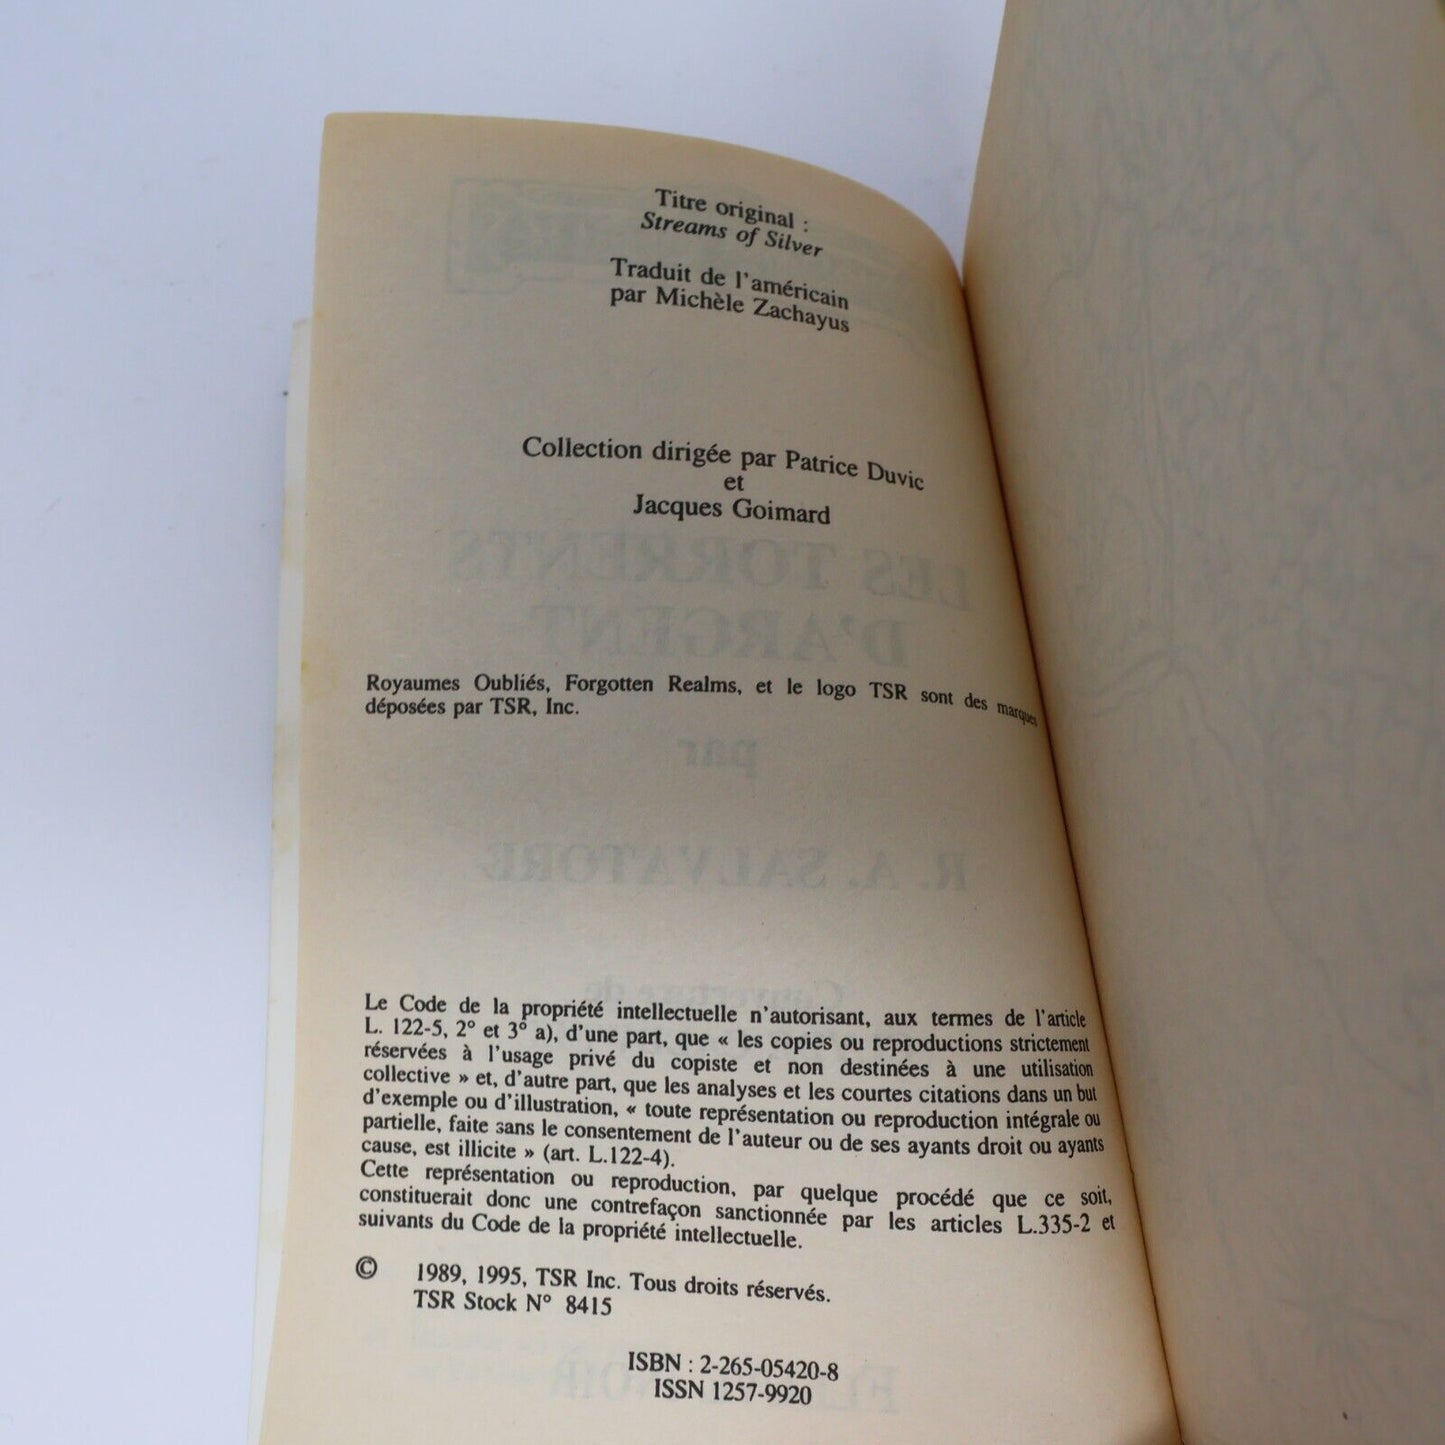 Titre original :
Streams of Silver
Traduit de l'américain
par Michèle Zachayus
Collection dirigée par Patrice Duvic
et
Jacques Goimard
LES TORRENTS
D'ARGENT
Royaumes Oubliés, Forgotten Realms, et le logo TSR sont des marques
déposées par TSR, Inc.
par
R. A. SALVATORE
Couverture de
Le Code de la propriété intellectuelle n'autorisant, aux termes de l'article
L. 122-5, 2° et 3° a), d'une part, que « les copies ou reproductions strictement
réservées à l'usage privé du copiste et non destinées à une utilisation
collective » et, d'autre part, que les analyses et les courtes citations dans un but
d'exemple ou d'illustration, « toute représentation ou reproduction intégrale ou
partielle, faite sans le consentement de l'auteur ou de ses ayants droit ou ayants
cause, est illicite » (art. L.122-4).
Cette représentation ou reproduction, par quelque procédé que ce soit,
constituerait donc une contrefaçon sanctionnée par les articles L.335-2 et
suivants du Code de la propriété intellectuelle.
© 1989, 1995, TSR Inc. Tous droits réservés.
TSR Stock N° 8415
ISBN : 2-265-05420-8
ISSN 1257-9920